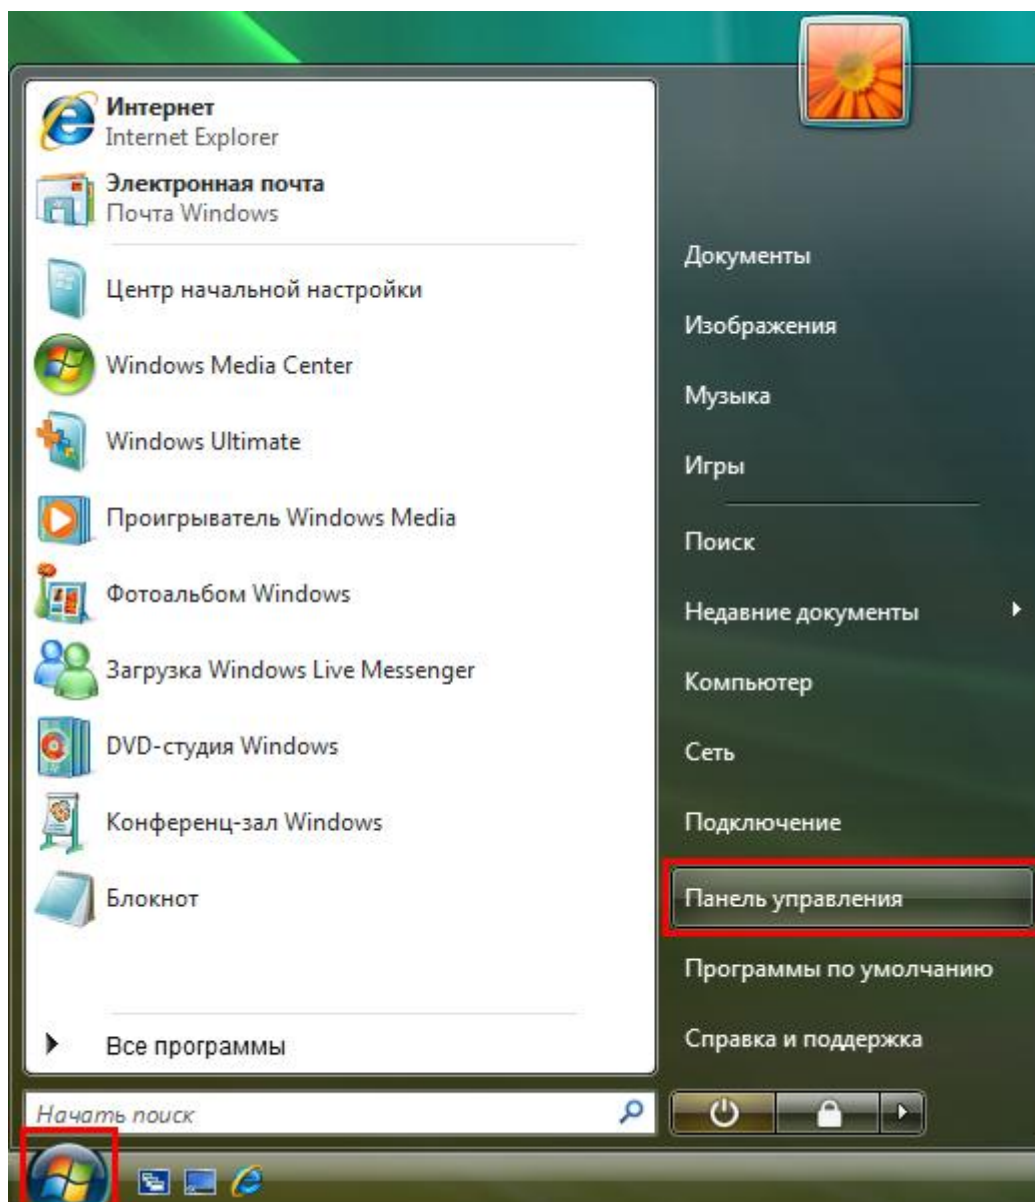 Интернет
Internet Explorer
Электронная почта
Почта Windows
Центр начальной настройки
Windows Media Center
Windows Ultimate
Проигрыватель Windows Media
Фотоальбом Windows
Загрузка Windows Live Messenger
DVD-студия Windows
Конференц-зал Windows
Блокнот
Все программы
Начать поиск
Документы
Изображения
Музыка
Игры
Поиск
Недавние документы
Компьютер
Сеть
Подключение
Панель управления
Программы по умолчанию
Справка и поддержка